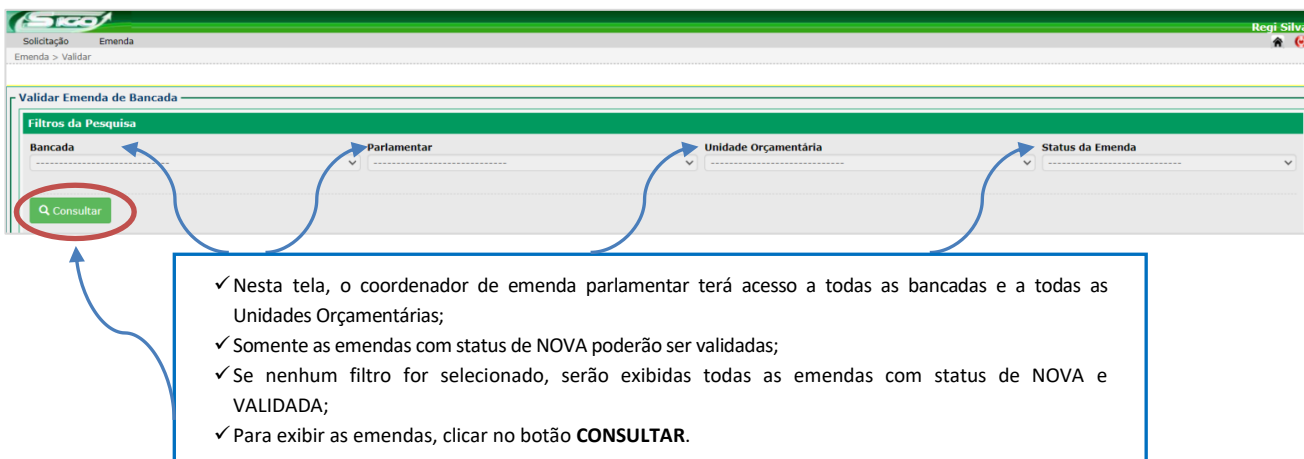 SIGO
Regi Silva
Solicitação Emenda
Emenda > Validar
Validar Emenda de Bancada
Filtros da Pesquisa
Bancada Parlamentar Unidade Orçamentária Status da Emenda
---------------------------- --------------------------- --------------------------- ---------------------------
Consultar
✓ Nesta tela, o coordenador de emenda parlamentar terá acesso a todas as bancadas e a todas as
Unidades Orçamentárias;
✓ Somente as emendas com status de NOVA poderão ser validadas;
✓ Se nenhum filtro for selecionado, serão exibidas todas as emendas com status de NOVA e
VALIDADA;
✓ Para exibir as emendas, clicar no botão CONSULTAR.